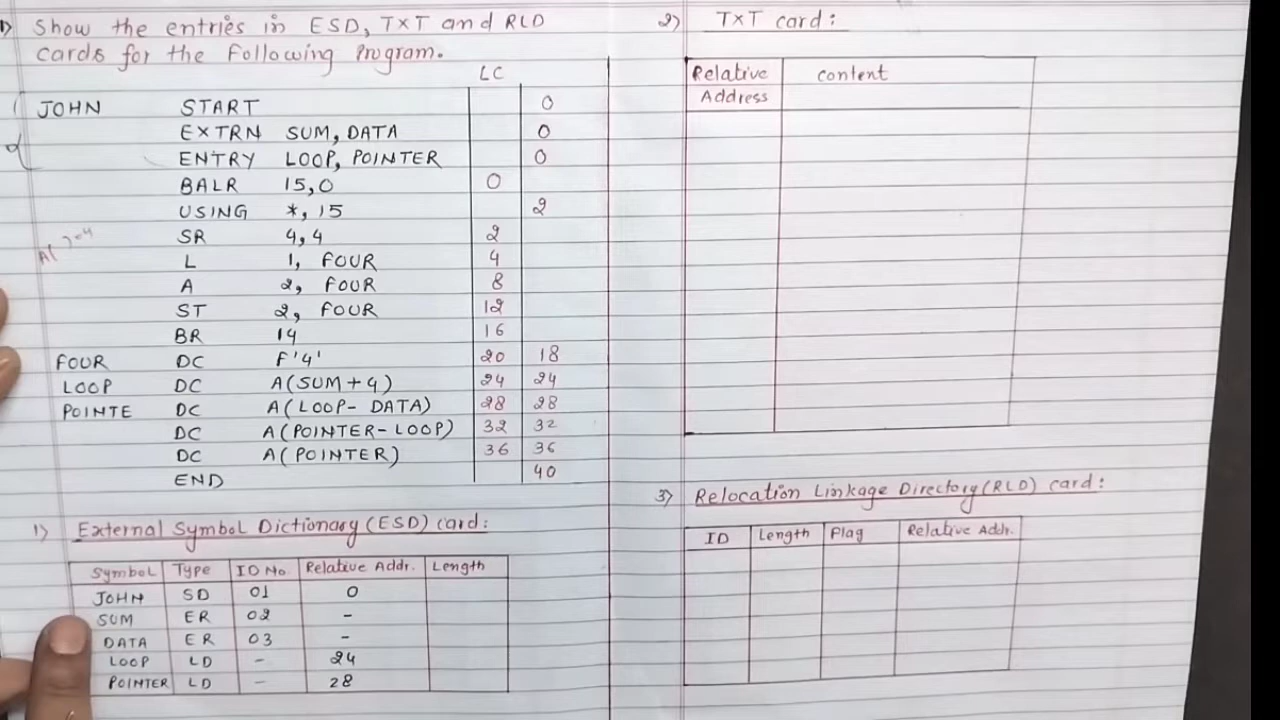 1) Show the entries in ESD, TXT and RLD
cards for the following Program.
LC
JOHN START 0
EXTRN SUM, DATA 0
ENTRY LOOP, POINTER 0
BALR 15,0 0
USING *, 15 2
SR 4,4 2
L 1, FOUR 4
A 2, FOUR 8
ST 2, FOUR 12
BR 14 16
FOUR DC F'4' 20 18
LOOP DC A(SUM+4) 24 24
POINTE DC A(LOOP- DATA) 28 28
DC A(POINTER-LOOP) 32 32
DC A(POINTER) 36 36
END 40
1) External Symbol Dictionary (ESD) card:
Symbol Type ID No. Relative Addr. Length
JOHN SD 01 0
SUM ER 02 -
DATA ER 03 -
LOOP LD - 24
POINTER LD - 28
2) TXT card:
Relative Address content
3) Relocation Linkage Directory (RLD) card:
ID Length Flag Relative Addr.